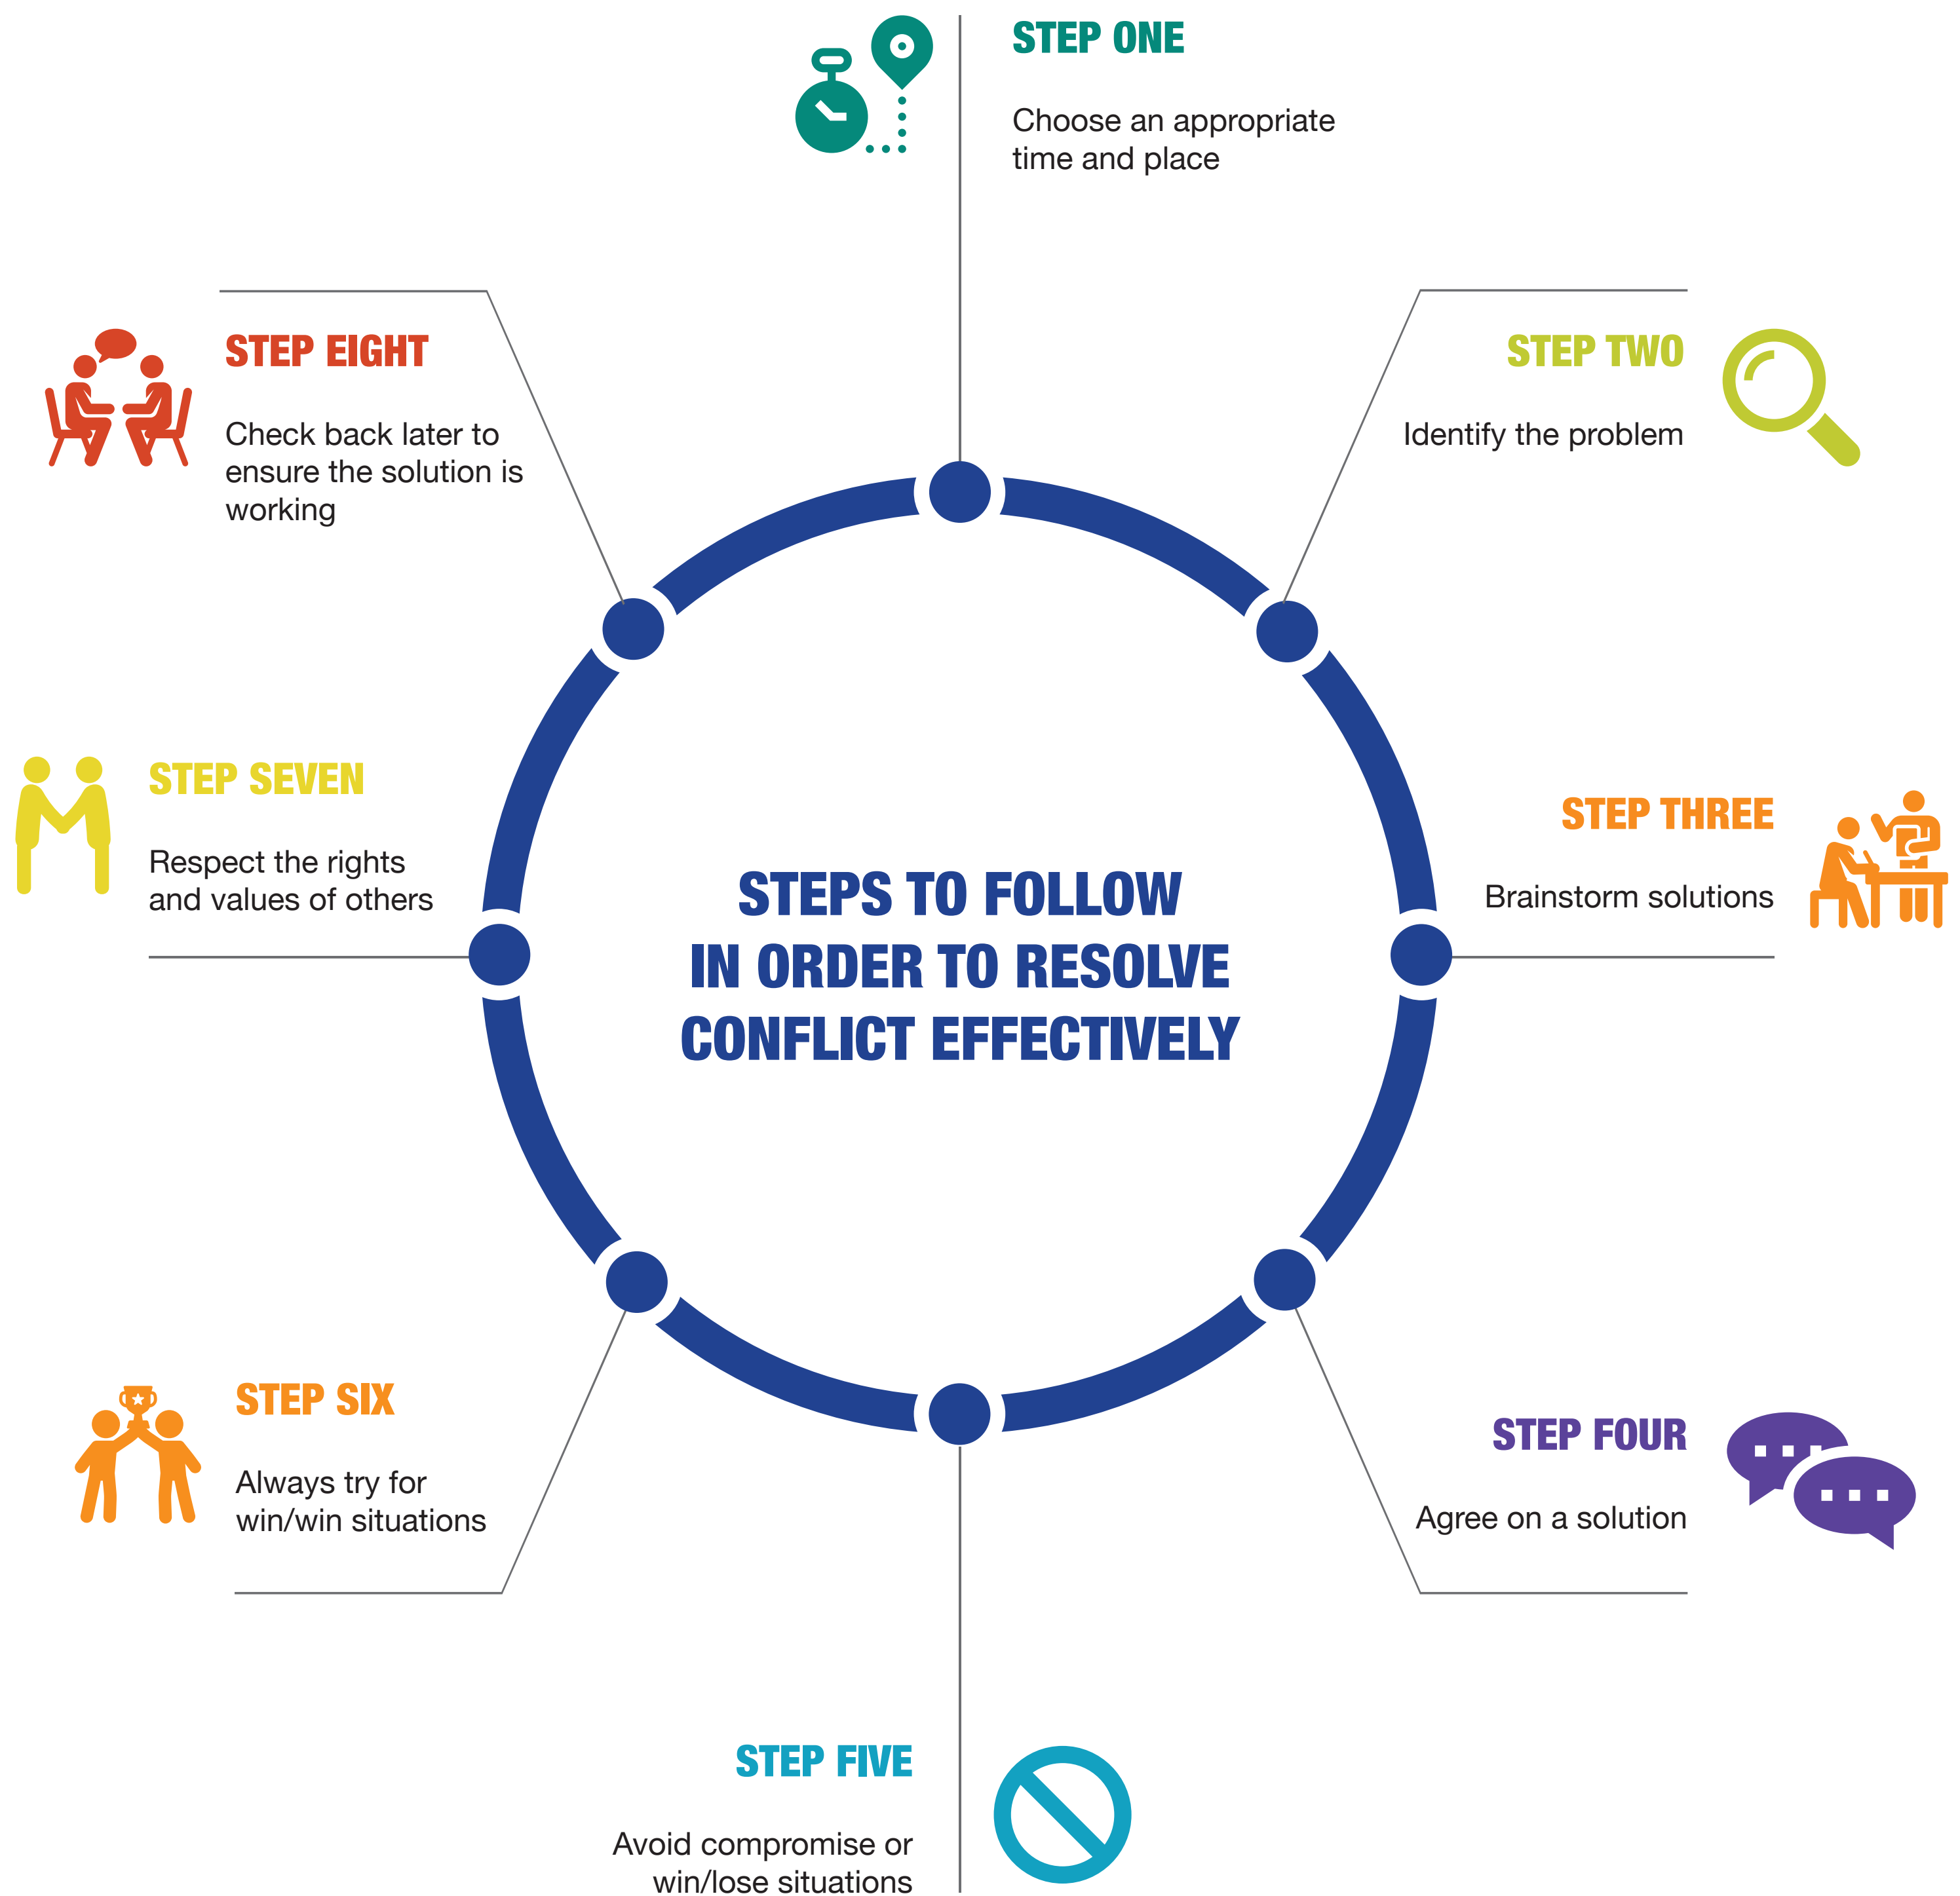 STEP ONE
Choose an appropriate
time and place
STEP TWO
Identify the problem
STEP THREE
Brainstorm solutions
STEP FOUR
Agree on a solution
STEP FIVE
Avoid compromise or
win/lose situations
STEP SIX
Always try for
win/win situations
STEP SEVEN
Respect the rights
and values of others
STEP EIGHT
Check back later to
ensure the solution is
working
STEPS TO FOLLOW
IN ORDER TO RESOLVE
CONFLICT EFFECTIVELY